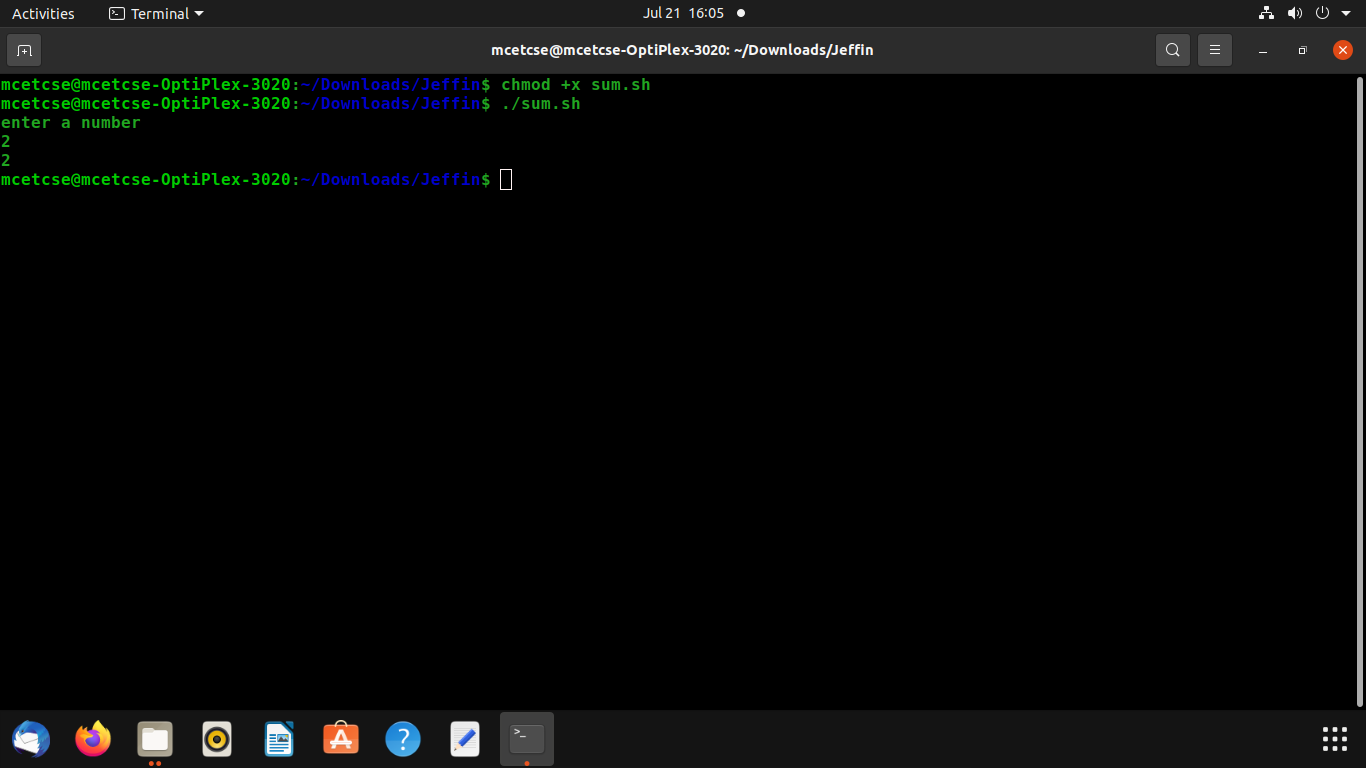 Activities
Terminal
Jul 21 16:05
mcetcse@mcetcse-OptiPlex-3020: ~/Downloads/Jeffin
mcetcse@mcetcse-OptiPlex-3020:~/Downloads/Jeffin$ chmod +x sum.sh
mcetcse@mcetcse-OptiPlex-3020:~/Downloads/Jeffin$ ./sum.sh
enter a number
2
2
mcetcse@mcetcse-OptiPlex-3020:~/Downloads/Jeffin$